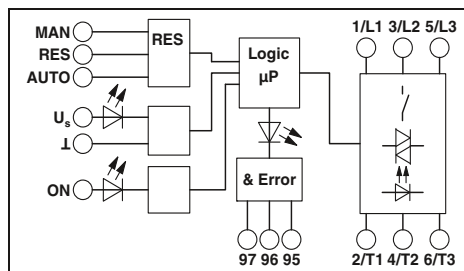 MAN
RES
AUTO
RES
Us
⊥
ON
Logic
µP
& Error
97 96 95
1/L1 3/L2 5/L3
2/T1 4/T2 6/T3